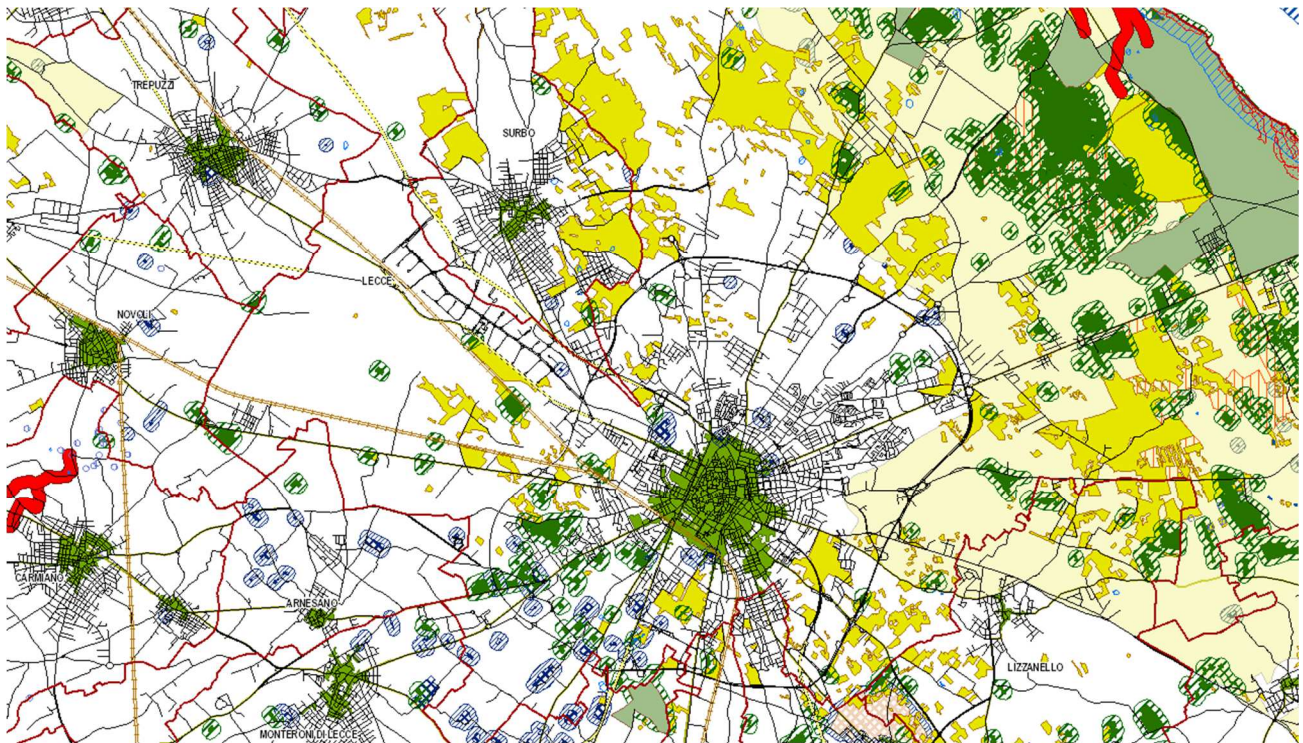 TREPUZZI
SURBO
LECCE
NOVOLI
CARMIANO
ARNESANO
LIZZANELLO
MONTERONI DI LECCE